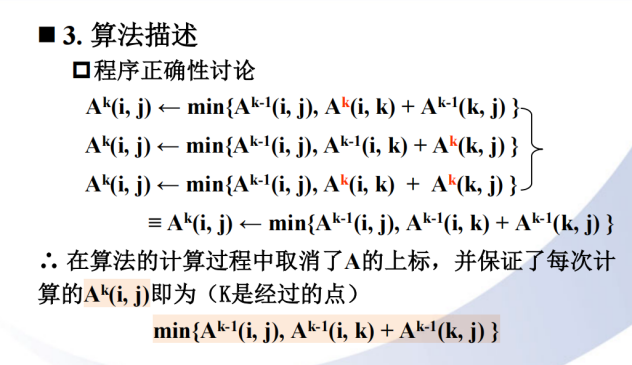 ■ 3. 算法描述
程序正确性讨论
Aᵏ(i, j) ← min{Aᵏ⁻¹(i, j), Aᵏ(i, k) + Aᵏ⁻¹(k, j) }
Aᵏ(i, j) ← min{Aᵏ⁻¹(i, j), Aᵏ⁻¹(i, k) + Aᵏ(k, j) }
Aᵏ(i, j) ← min{Aᵏ⁻¹(i, j), Aᵏ(i, k) + Aᵏ(k, j) }
≡ Aᵏ(i, j) ← min{Aᵏ⁻¹(i, j), Aᵏ⁻¹(i, k) + Aᵏ⁻¹(k, j) }
∴ 在算法的计算过程中取消了A的上标，并保证了每次计
算的Aᵏ(i, j)即为（K是经过的点）
min{Aᵏ⁻¹(i, j), Aᵏ⁻¹(i, k) + Aᵏ⁻¹(k, j) }